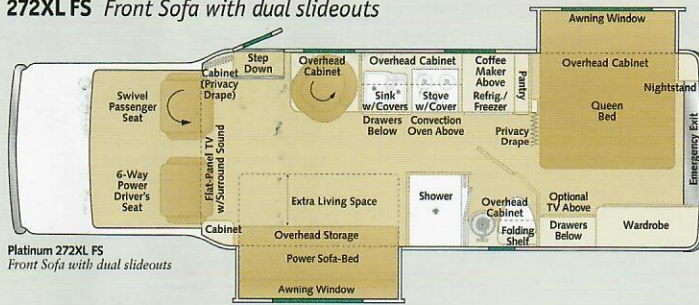 272XL FS Front Sofa with dual slideouts
Awning Window
Step
Down
Overhead
Cabinet
Overhead Cabinet
Coffee
Maker
Above
Refrig./
Freezer
Pantry
Overhead Cabinet
Nightstand
Cabinet
(Privacy
Drape)
Swivel
Passenger
Seat
Sink
w/Covers
Stove
w/Cover
Drawers
Below
Convection
Oven Above
Queen
Bed
Privacy
Drape
Emergency Exit
Flat-Panel TV
w/Surround Sound
6-Way
Power
Driver's
Seat
Extra Living Space
Shower
Overhead
Cabinet
Folding
Shelf
Optional
TV Above
Drawers
Below
Wardrobe
Cabinet
Overhead Storage
Power Sofa-Bed
Awning Window
Platinum 272XL FS
Front Sofa with dual slideouts